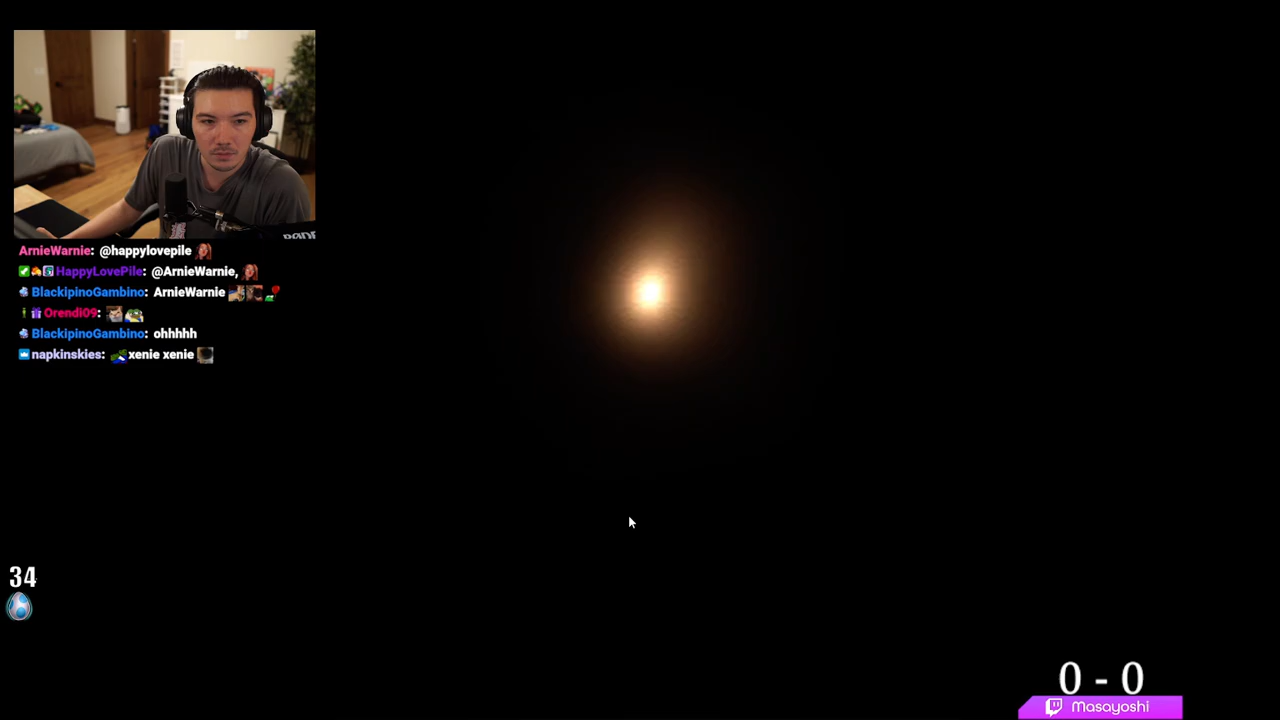 ArnieWarnie: @happylovepile
HappyLovePile: @ArnieWarnie,
BlackipinoGambino: ArnieWarnie
Orendi09:
BlackipinoGambino: ohhhhh
napkinskies: xenie xenie
34
0 - 0
Masayoshi